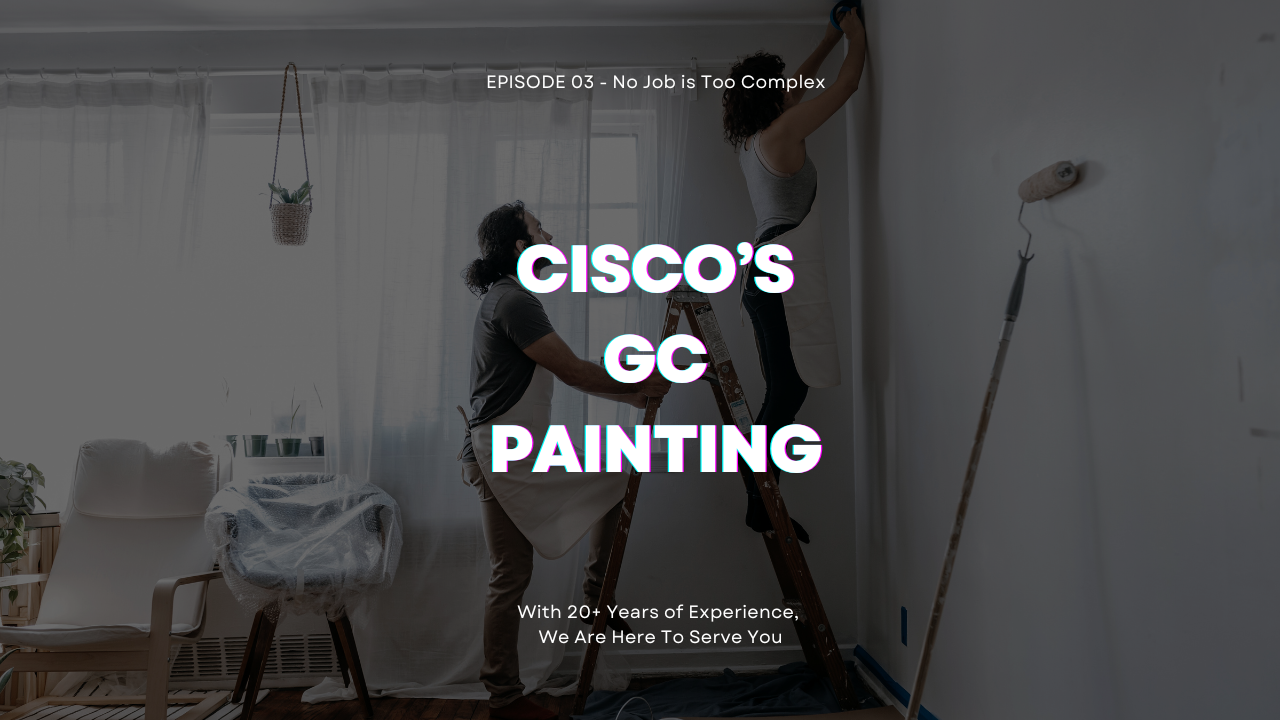 EPISODE 03 - No Job is Too Complex
CISCO’S
GC
PAINTING
With 20+ Years of Experience,
We Are Here To Serve You